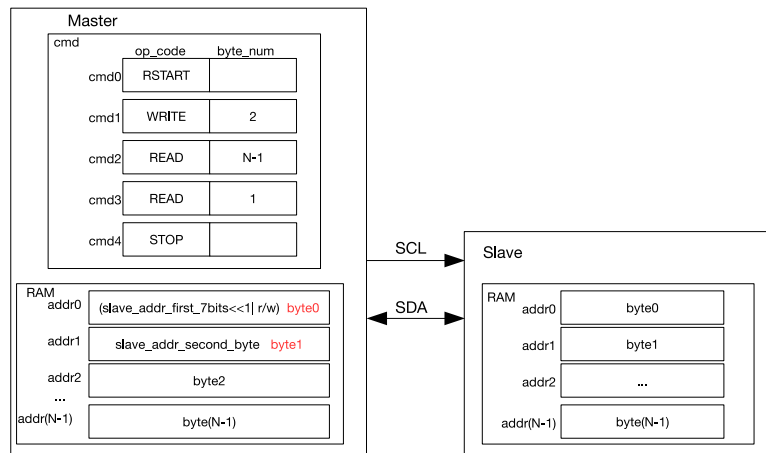 Master
cmd
op_code byte_num
cmd0 RSTART
cmd1 WRITE 2
cmd2 READ N-1
cmd3 READ 1
cmd4 STOP
RAM
addr0 (slave_addr_first_7bits<<1| r/w) byte0
addr1 slave_addr_second_byte byte1
addr2 byte2
...
addr(N-1) byte(N-1)
SCL
SDA
Slave
RAM
addr0 byte0
addr1 byte1
addr2 ...
addr(N-1) byte(N-1)